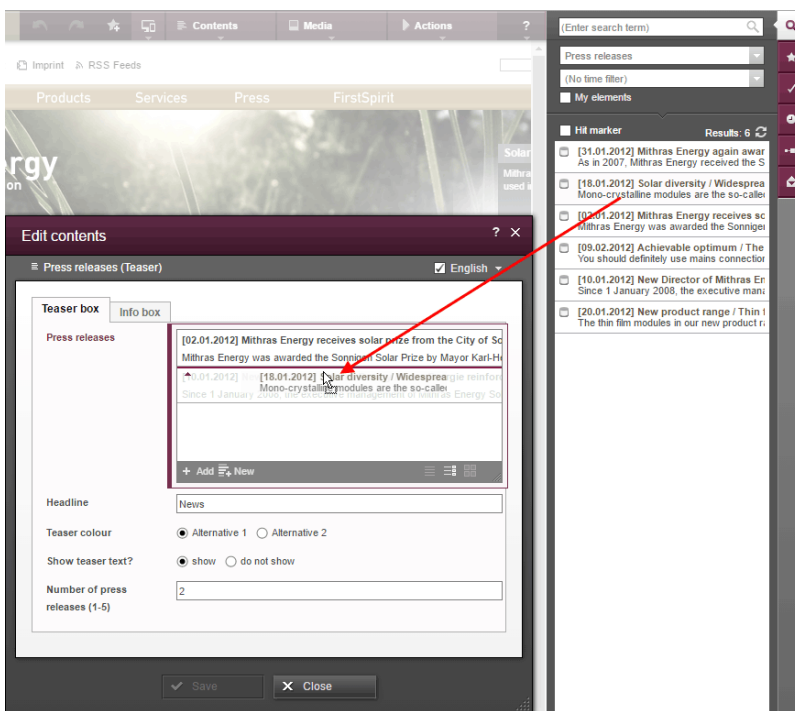 Contents
Media
Actions
?
Imprint
RSS Feeds
Products
Services
Press
FirstSpirit
rgy
on
Solar
Mithra
used i
Edit contents
? ×
Press releases (Teaser)
English
Teaser box
Info box
Press releases
[02.01.2012] Mithras Energy receives solar prize from the City of So
Mithras Energy was awarded the Sonnigen Solar Prize by Mayor Karl-He
[18.01.2012] Solar diversity / Widesprea
Mono-crystalline modules are the so-called
Since 1 January 2008, the executive management of Mithras Energy So
+ Add
New
Headline
News
Teaser colour
Alternative 1
Alternative 2
Show teaser text?
show
do not show
Number of press
releases (1-5)
2
Save
Close
(Enter search term)
Press releases
(No time filter)
My elements
Hit marker
Results: 6
[31.01.2012] Mithras Energy again awar
As in 2007, Mithras Energy received the S
[18.01.2012] Solar diversity / Widesprea
Mono-crystalline modules are the so-called
[02.01.2012] Mithras Energy receives so
Mithras Energy was awarded the Sonnigen
[09.02.2012] Achievable optimum / The
You should definitely use mains connection
[10.01.2012] New Director of Mithras En
Since 1 January 2008, the executive mana
[20.01.2012] New product range / Thin f
The thin film modules in our new product ra